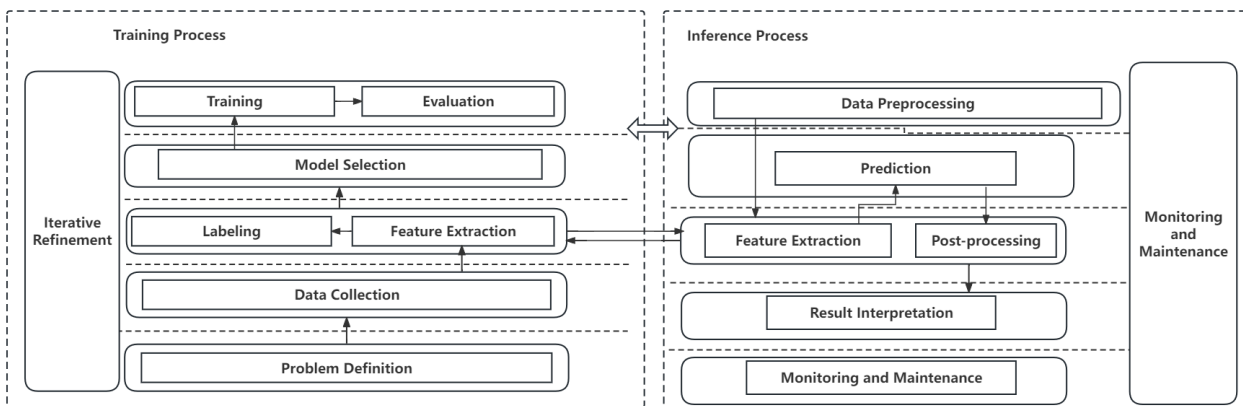 Training Process
Iterative
Refinement
Training
Evaluation
Model Selection
Labeling
Feature Extraction
Data Collection
Problem Definition
Inference Process
Data Preprocessing
Prediction
Feature Extraction
Post-processing
Result Interpretation
Monitoring and Maintenance
Monitoring
and
Maintenance